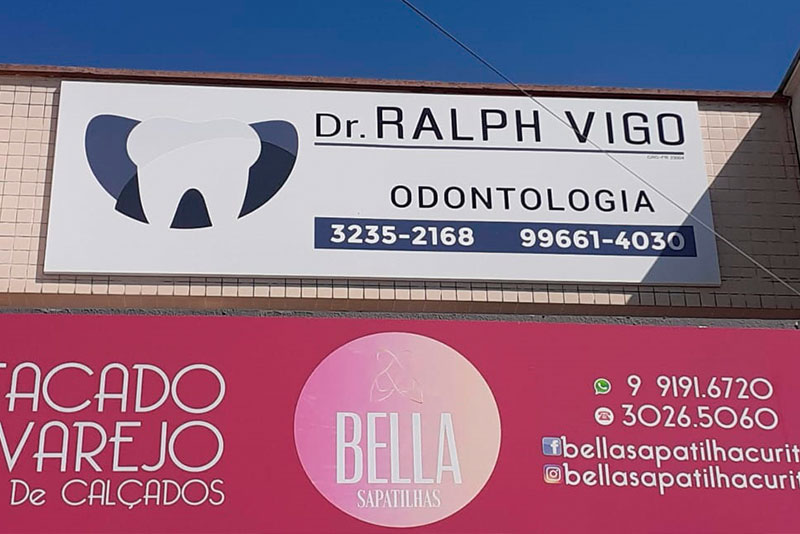 Dr. RALPH VIGO
ODONTOLOGIA
3235-2168 99661-4030
TACADO
VAREJO
De CALÇADOS
BELLA
SAPATILHAS
9 9191.6720
3026.5060
bellasapatilhacurit
bellasapatilhacurit